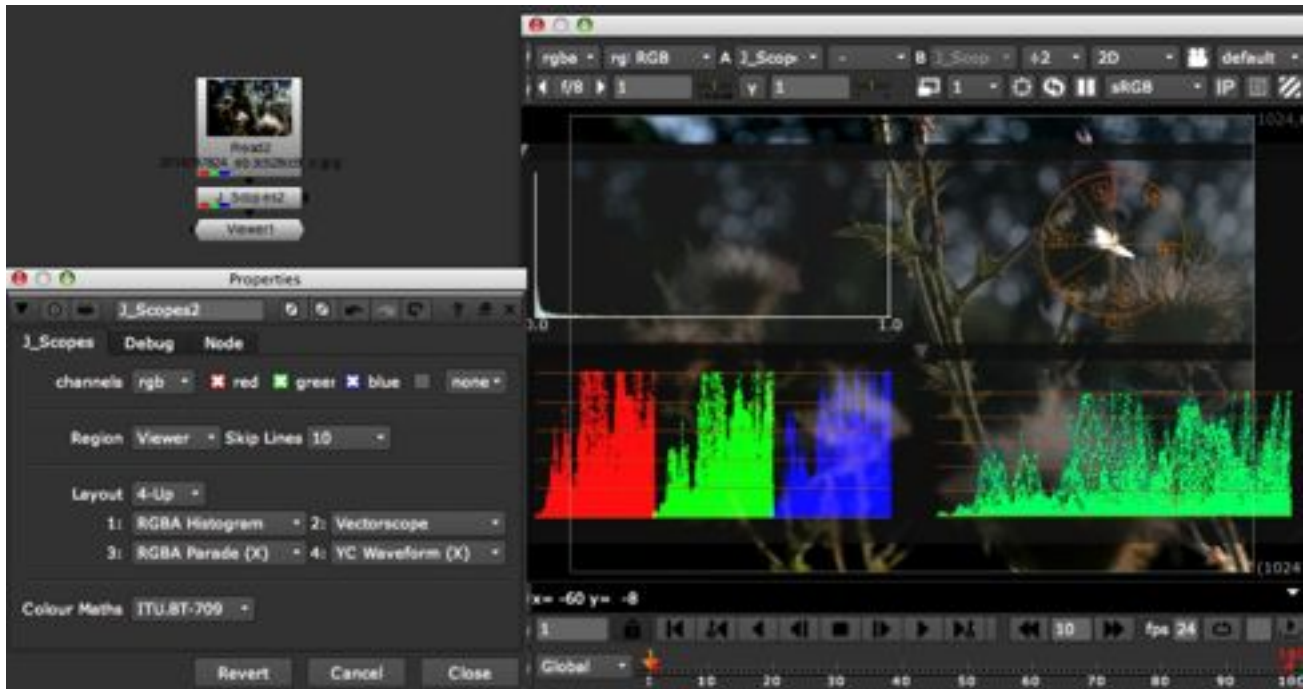 Read2
J_Scopes2
Viewer1
Properties
J_Scopes2
J_Scopes Debug Node
channels rgb red green blue none
Region Viewer Skip Lines 10
Layout 4-Up
1: RGBA Histogram 2: Vectorscope
3: RGBA Parade (X) 4: YC Waveform (X)
Colour Maths ITU.BT-709
Revert Cancel Close
rgba RGB A J_Scop - B J_Scop ÷2 2D default
f/8 1 Y 1 1 sRGB IP
0.0 1.0
(1024
x= -60 y= -8
1 10 fps 24
Global 1 10 20 30 40 50 60 70 80 90 100